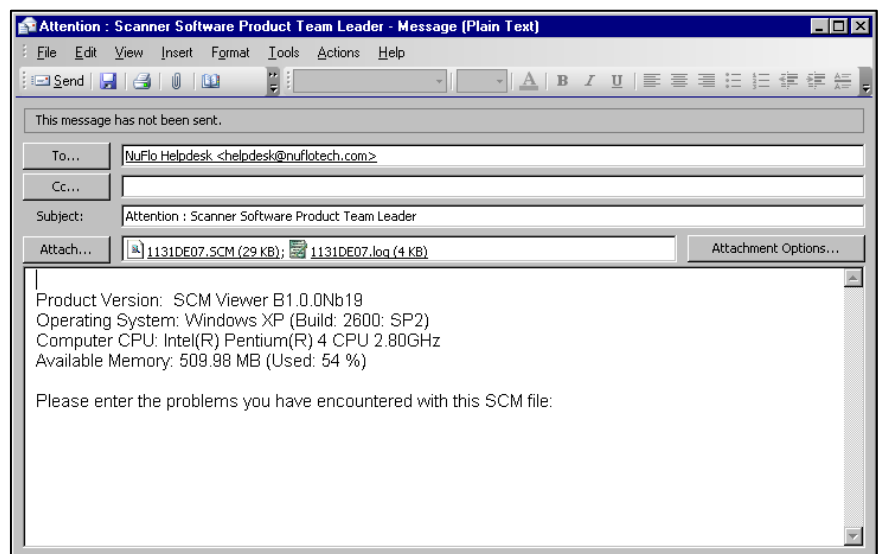 Attention : Scanner Software Product Team Leader - Message (Plain Text)
File Edit View Insert Format Tools Actions Help
Send A B I U
This message has not been sent.
To... NuFlo Helpdesk <helpdesk@nuflotech.com>
Cc...
Subject: Attention : Scanner Software Product Team Leader
Attach... 1131DE07.SCM (29 KB); 1131DE07.log (4 KB) Attachment Options...
Product Version: SCM Viewer B1.0.0Nb19
Operating System: Windows XP (Build: 2600: SP2)
Computer CPU: Intel(R) Pentium(R) 4 CPU 2.80GHz
Available Memory: 509.98 MB (Used: 54 %)
Please enter the problems you have encountered with this SCM file: